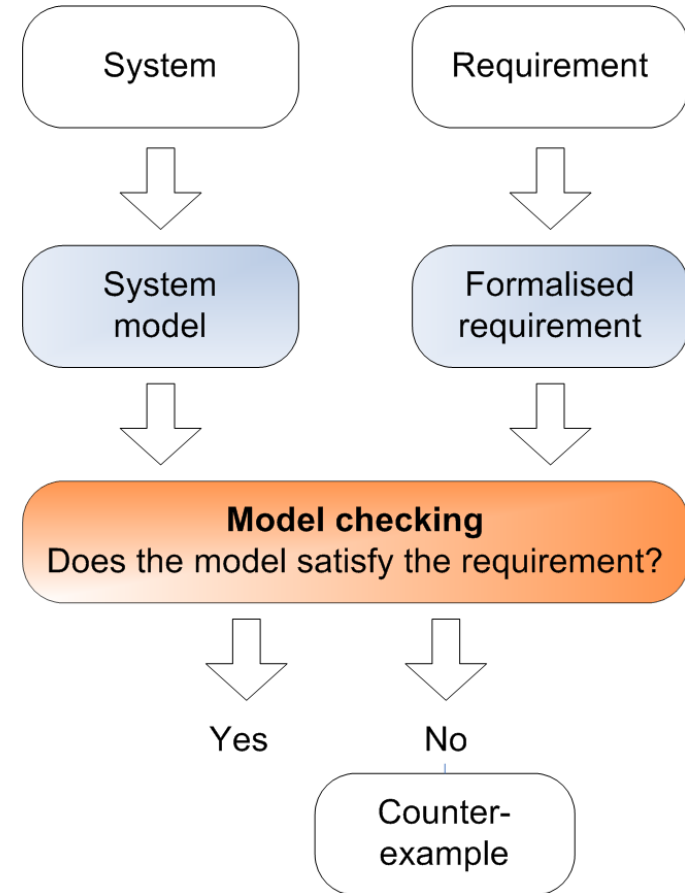 System
Requirement
System
model
Formalised
requirement
Model checking
Does the model satisfy the requirement?
Yes
No
Counter-
example